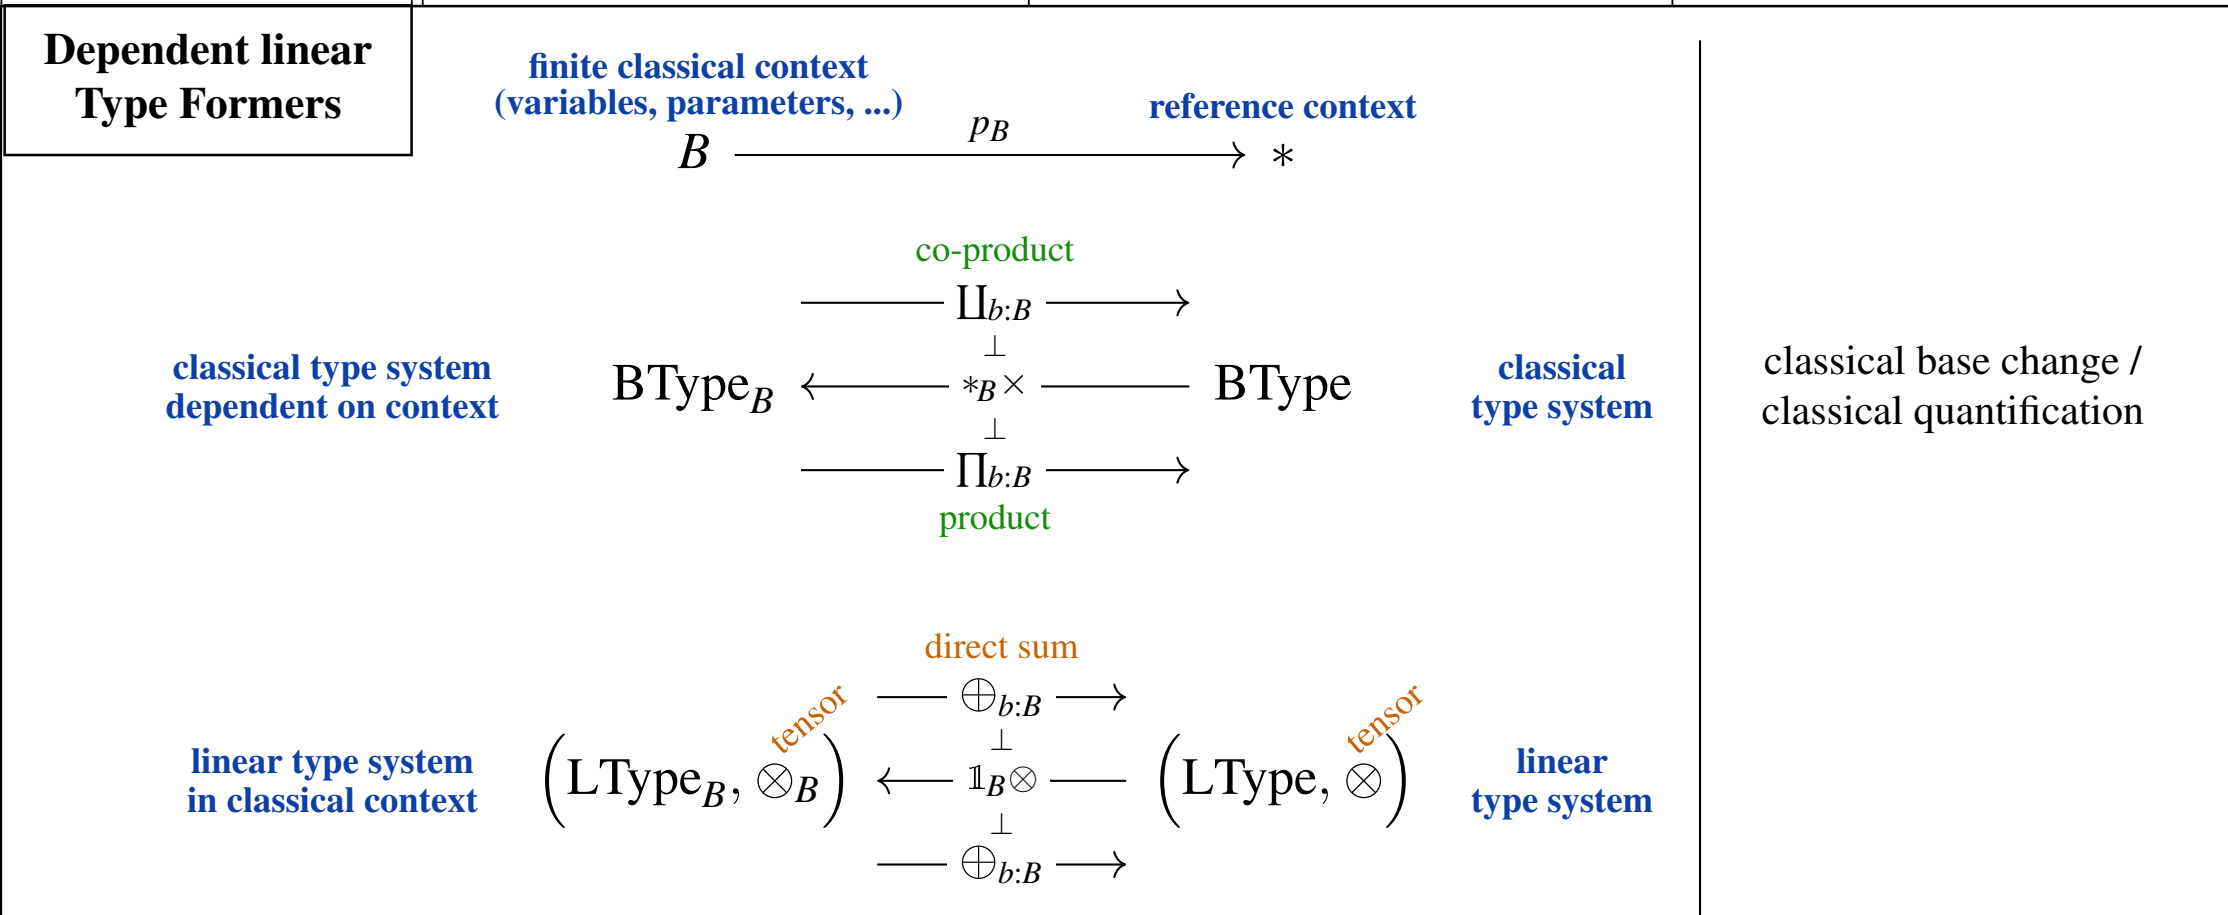 Dependent linear
Type Formers
finite classical context
(variables, parameters, ...)
reference context
B
p_B
*
co-product
∐_{b:B}
⊥
classical type system
dependent on context
BType_B
*_B ×
BType
classical
type system
classical base change /
classical quantification
⊥
∏_{b:B}
product
direct sum
⊕_{b:B}
tensor
tensor
⊥
linear type system
in classical context
(LType_B, ⊗_B)
𝟙_B ⊗
(LType, ⊗)
linear
type system
⊥
⊕_{b:B}